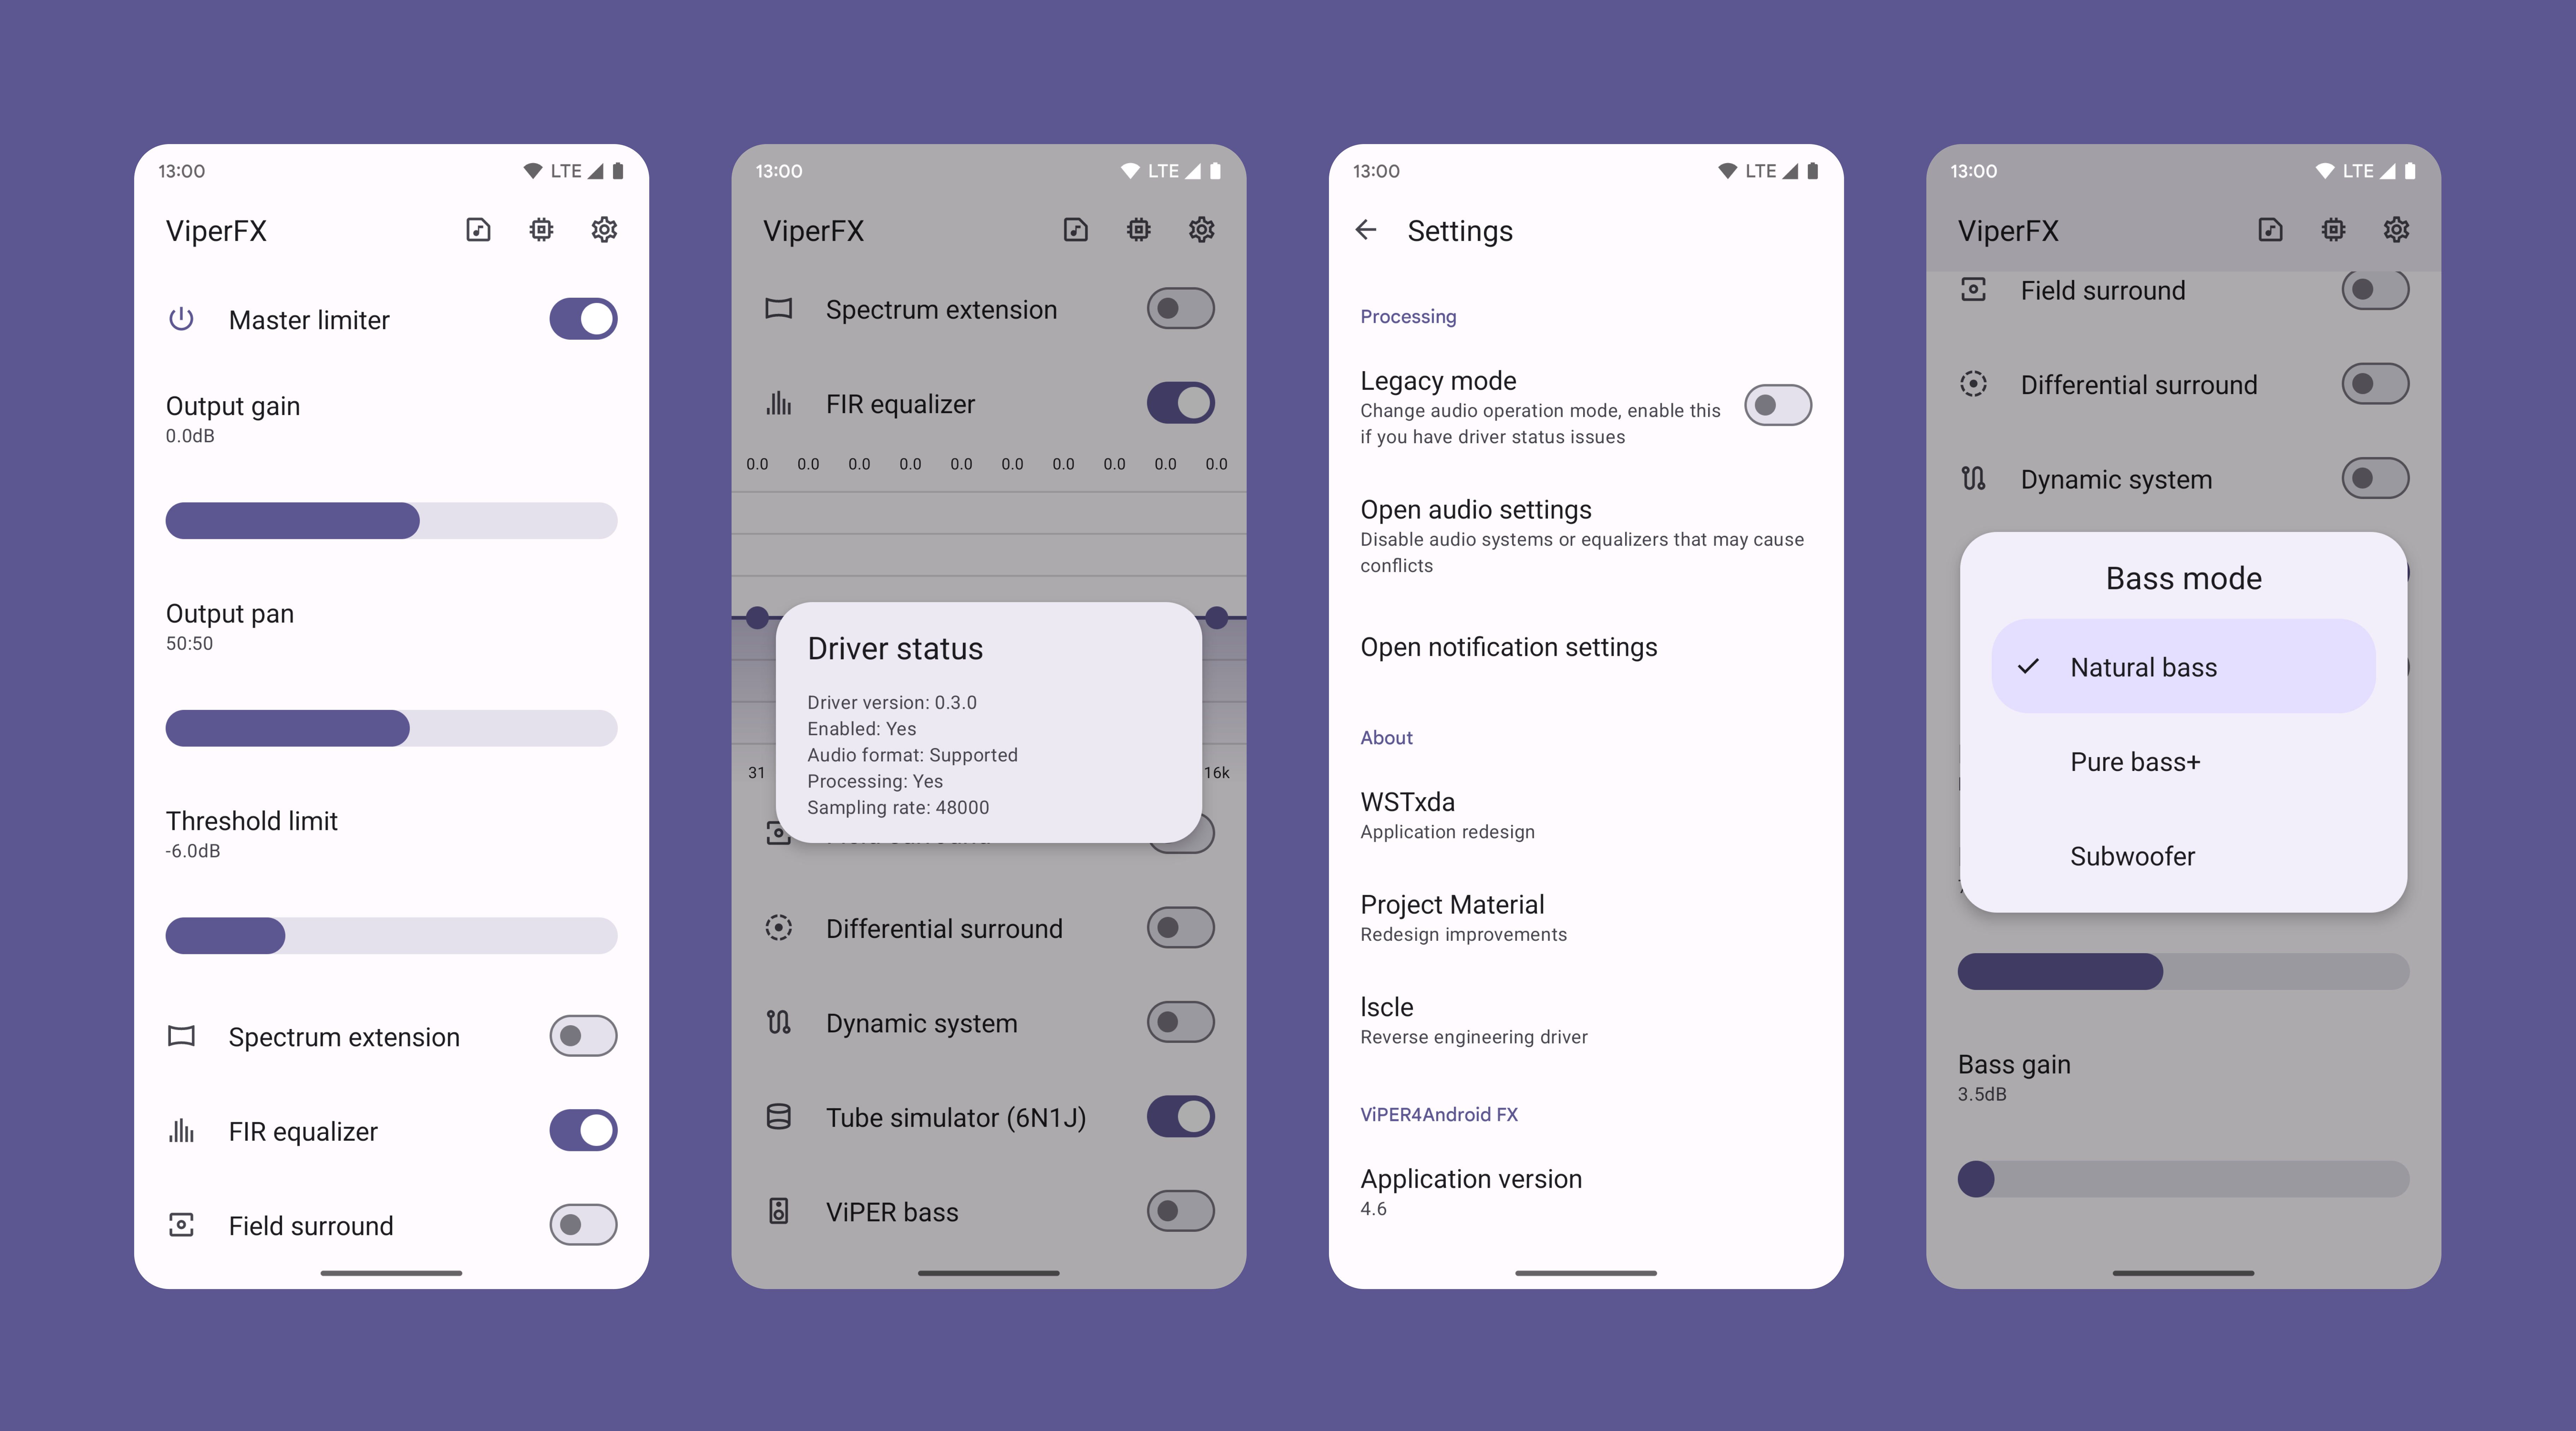 13:00
LTE
ViperFX
Master limiter
Output gain
0.0dB
Output pan
50:50
Threshold limit
-6.0dB
Spectrum extension
FIR equalizer
Field surround
13:00
LTE
ViperFX
Spectrum extension
FIR equalizer
0.0 0.0 0.0 0.0 0.0 0.0 0.0 0.0 0.0 0.0
Driver status
Driver version: 0.3.0
Enabled: Yes
Audio format: Supported
Processing: Yes
Sampling rate: 48000
31
16k
Differential surround
Dynamic system
Tube simulator (6N1J)
ViPER bass
13:00
LTE
Settings
Processing
Legacy mode
Change audio operation mode, enable this
if you have driver status issues
Open audio settings
Disable audio systems or equalizers that may cause
conflicts
Open notification settings
About
WSTxda
Application redesign
Project Material
Redesign improvements
lscle
Reverse engineering driver
ViPER4Android FX
Application version
4.6
13:00
LTE
ViperFX
Field surround
Differential surround
Dynamic system
Bass mode
Natural bass
Pure bass+
Subwoofer
Bass gain
3.5dB